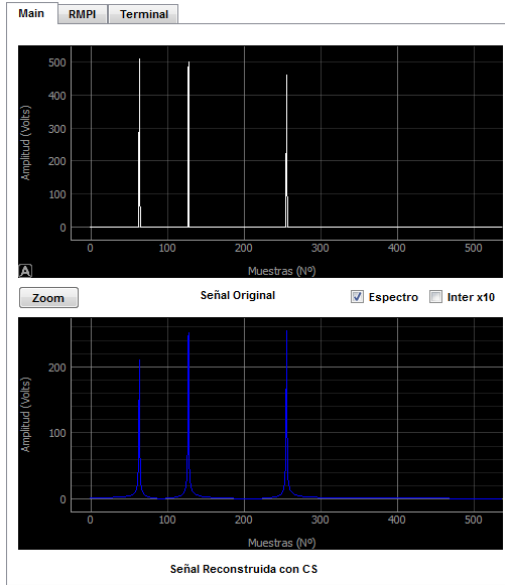 Main RMPI Terminal
500
400
300
200
100
0
Amplitud (Volts)
0 100 200 300 400 500
Muestras (Nº)
A
Zoom Señal Original Espectro Inter x10
200
100
0
Amplitud (Volts)
0 100 200 300 400 500
Muestras (Nº)
Señal Reconstruida con CS